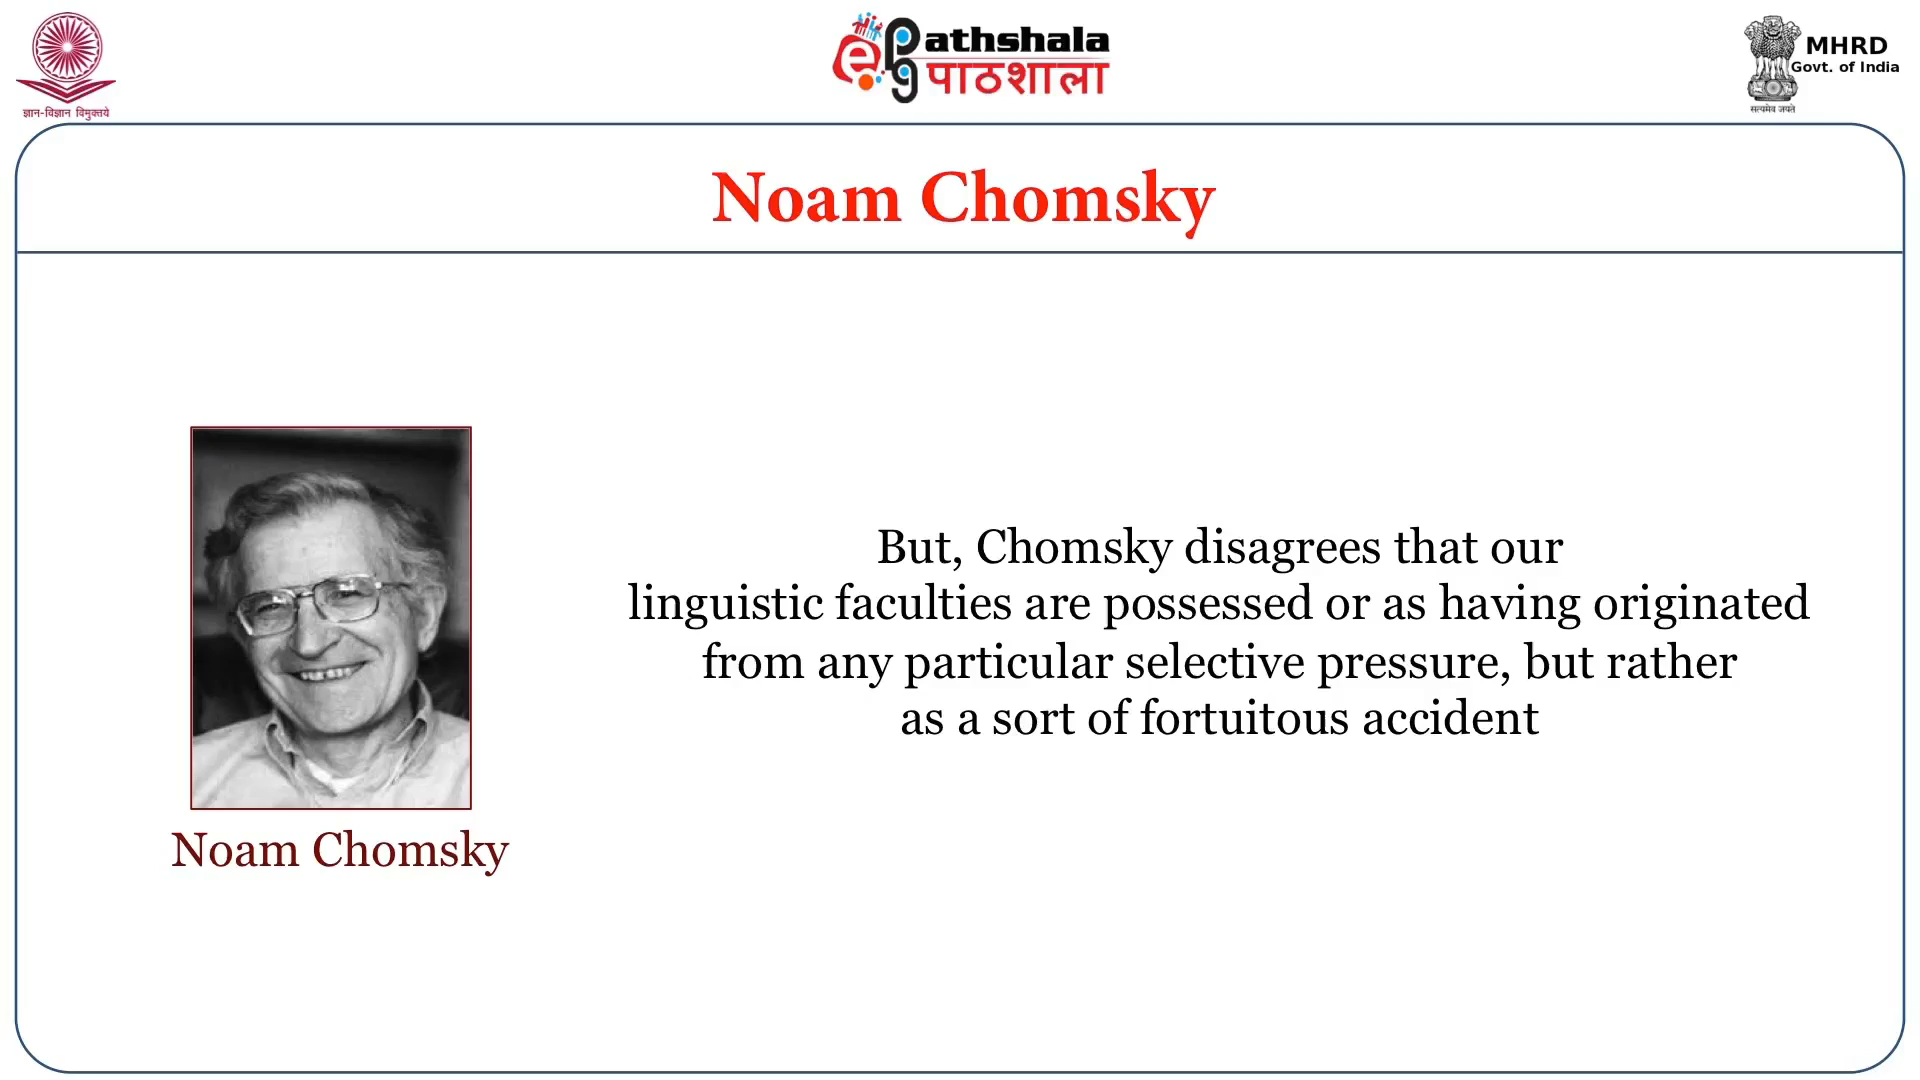 ज्ञान-विज्ञान विमुक्तये
ePathshala
पाठशाला
MHRD
Govt. of India
सत्यमेव जयते
Noam Chomsky
But, Chomsky disagrees that our
linguistic faculties are possessed or as having originated
from any particular selective pressure, but rather
as a sort of fortuitous accident
Noam Chomsky